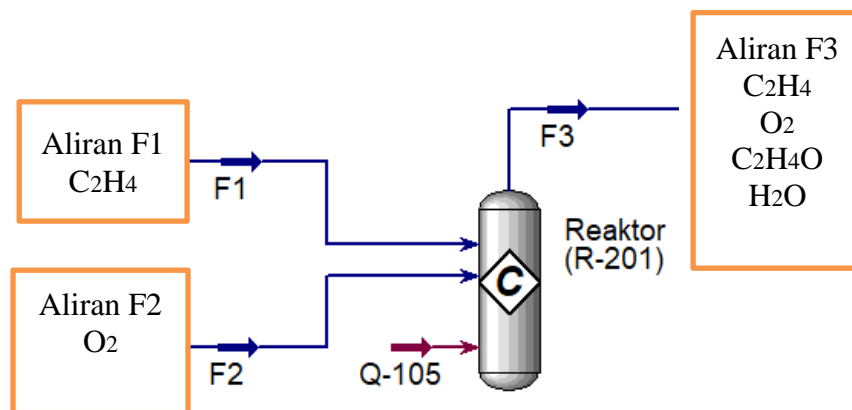 Aliran F1
C2H4
F1
Aliran F2
O2
F2
Q-105
C
Reaktor
(R-201)
F3
Aliran F3
C2H4
O2
C2H4O
H2O